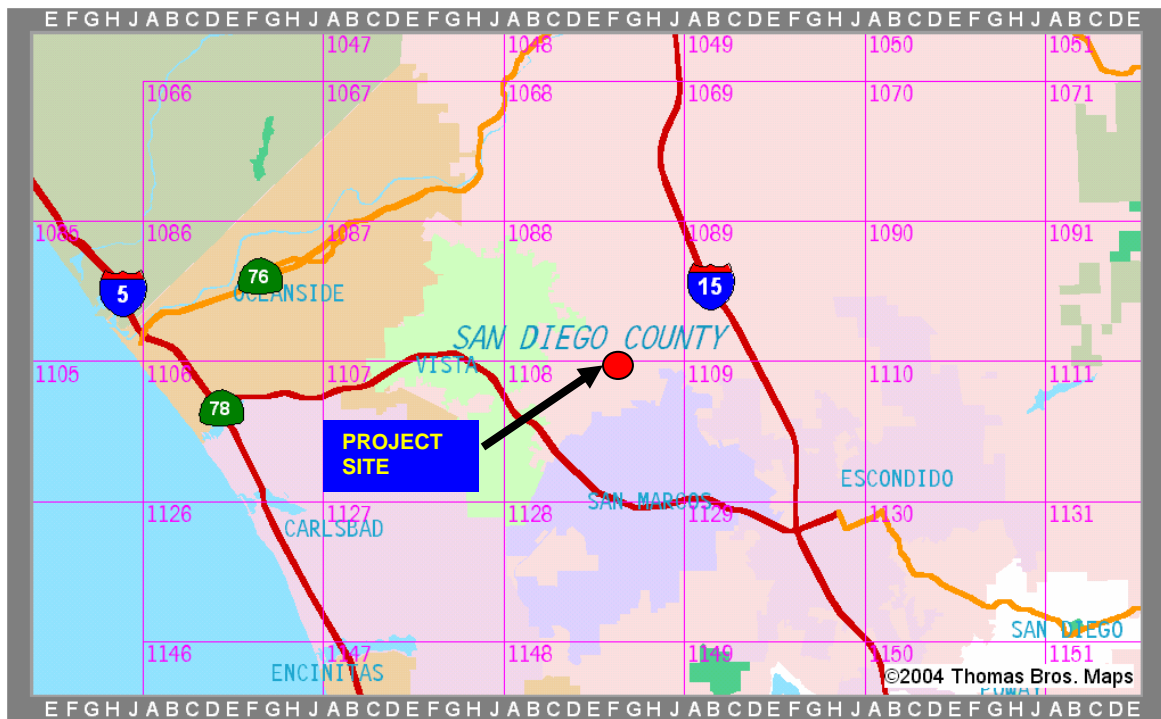 E F G H J A B C D E F G H J A B C D E F G H J A B C D E F G H J A B C D E F G H J A B C D E F G H J A B C D E
1047 1048 1049 1050 1051
1066 1067 1068 1069 1070 1071
1085 1086 1087 1088 1089 1090 1091
76
5
15
OCEANSIDE
SAN DIEGO COUNTY
VISTA
1105 1106 1107 1108 1109 1110 1111
78
PROJECT
SITE
ESCONDIDO
SAN MARCOS
1126 1127 1128 1129 1130 1131
CARLSBAD
SAN DIEGO
1146 1147 1148 1149 1150 1151
ENCINITAS
©2004 Thomas Bros. Maps
POWAY
E F G H J A B C D E F G H J A B C D E F G H J A B C D E F G H J A B C D E F G H J A B C D E F G H J A B C D E